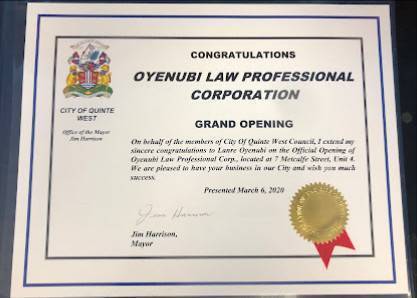 CONGRATULATIONS
OYENUBI LAW PROFESSIONAL
CORPORATION
CITY OF QUINTE
WEST
Office of the Mayor
Jim Harrison
GRAND OPENING
On behalf of the members of City Of Quinte West Council, I extend my
sincere congratulations to Lanre Oyenubi on the Official Opening of
Oyenubi Law Professional Corp., located at 7 Metcalfe Street, Unit 4.
We are pleased to have your business in our City and wish you much
success.
Presented March 6, 2020
Jim Harrison
Jim Harrison,
Mayor